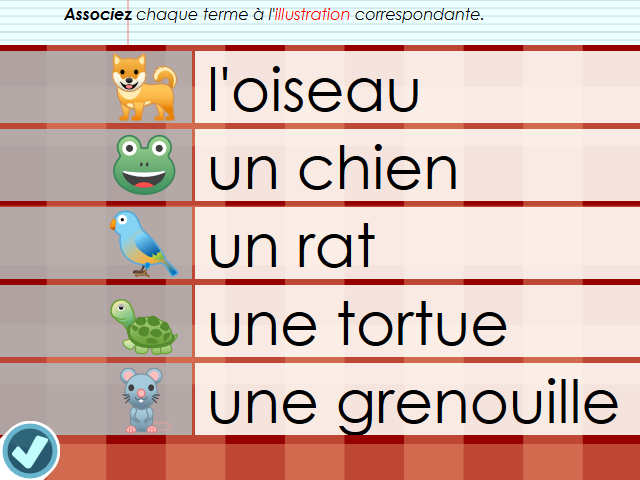 Associez chaque terme à l'illustration correspondante.
l'oiseau
un chien
un rat
une tortue
une grenouille